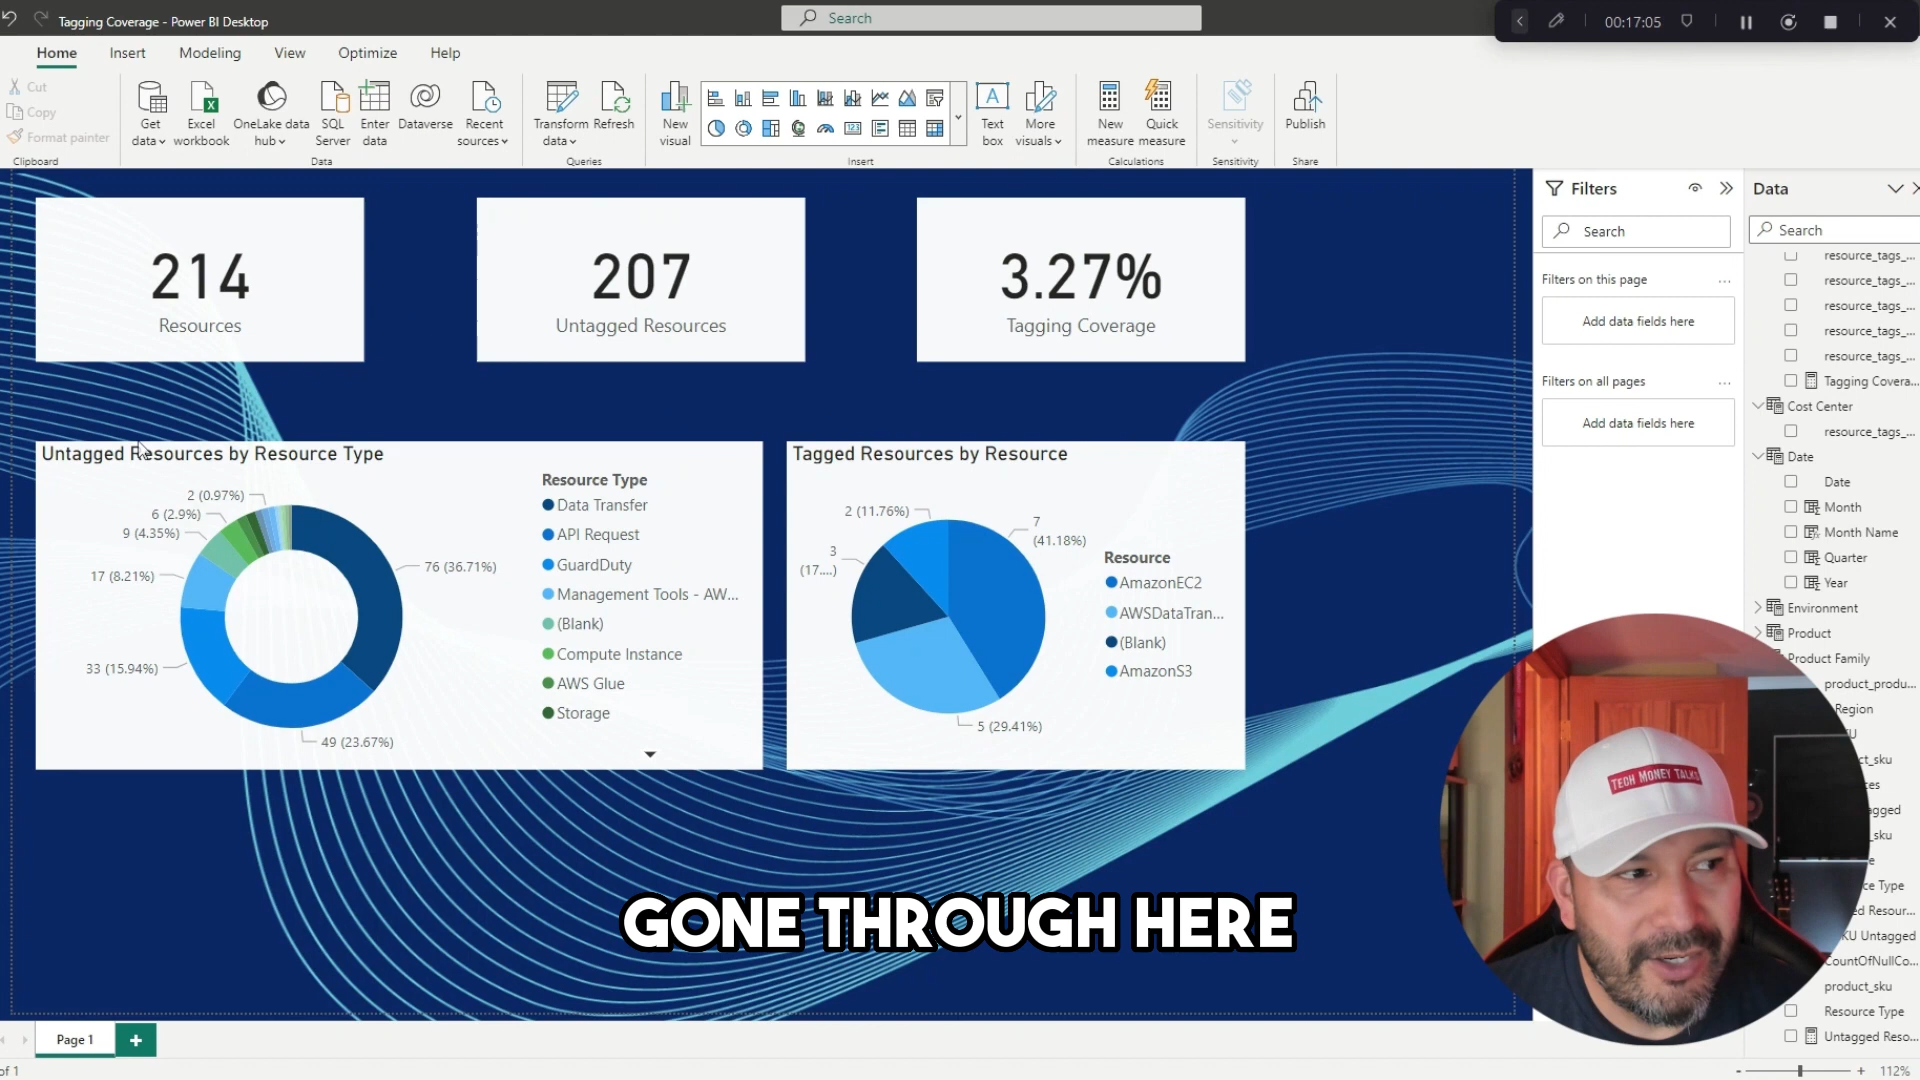 Tagging Coverage - Power BI Desktop
Search
00:17:05
Home
Insert
Modeling
View
Optimize
Help
Cut
Copy
Format painter
Clipboard
Get data
Excel workbook
OneLake data hub
SQL Server
Enter data
Dataverse
Recent sources
Data
Transform data
Refresh
Queries
New visual
Text box
More visuals
Insert
New measure
Quick measure
Calculations
Sensitivity
Sensitivity
Publish
Share
214
Resources
207
Untagged Resources
3.27%
Tagging Coverage
Untagged Resources by Resource Type
2 (0.97%)
6 (2.9%)
9 (4.35%)
17 (8.21%)
33 (15.94%)
49 (23.67%)
76 (36.71%)
Resource Type
Data Transfer
API Request
GuardDuty
Management Tools - AW...
(Blank)
Compute Instance
AWS Glue
Storage
Tagged Resources by Resource
2 (11.76%)
7
(41.18%)
3
(17....)
5 (29.41%)
Resource
AmazonEC2
AWSDataTran...
(Blank)
AmazonS3
Filters
Search
Filters on this page
...
Add data fields here
Filters on all pages
...
Add data fields here
Data
Search
resource_tags_...
resource_tags_...
resource_tags_...
resource_tags_...
resource_tags_...
Tagging Covera...
Cost Center
resource_tags_...
Date
Date
Month
Month Name
Quarter
Year
Environment
Product
Product Family
product_produ...
Region
product_sku
Resource Type
Untagged Reso...
TECH MONEY TALKS
GONE THROUGH HERE
Page 1
of 1
- + 112%